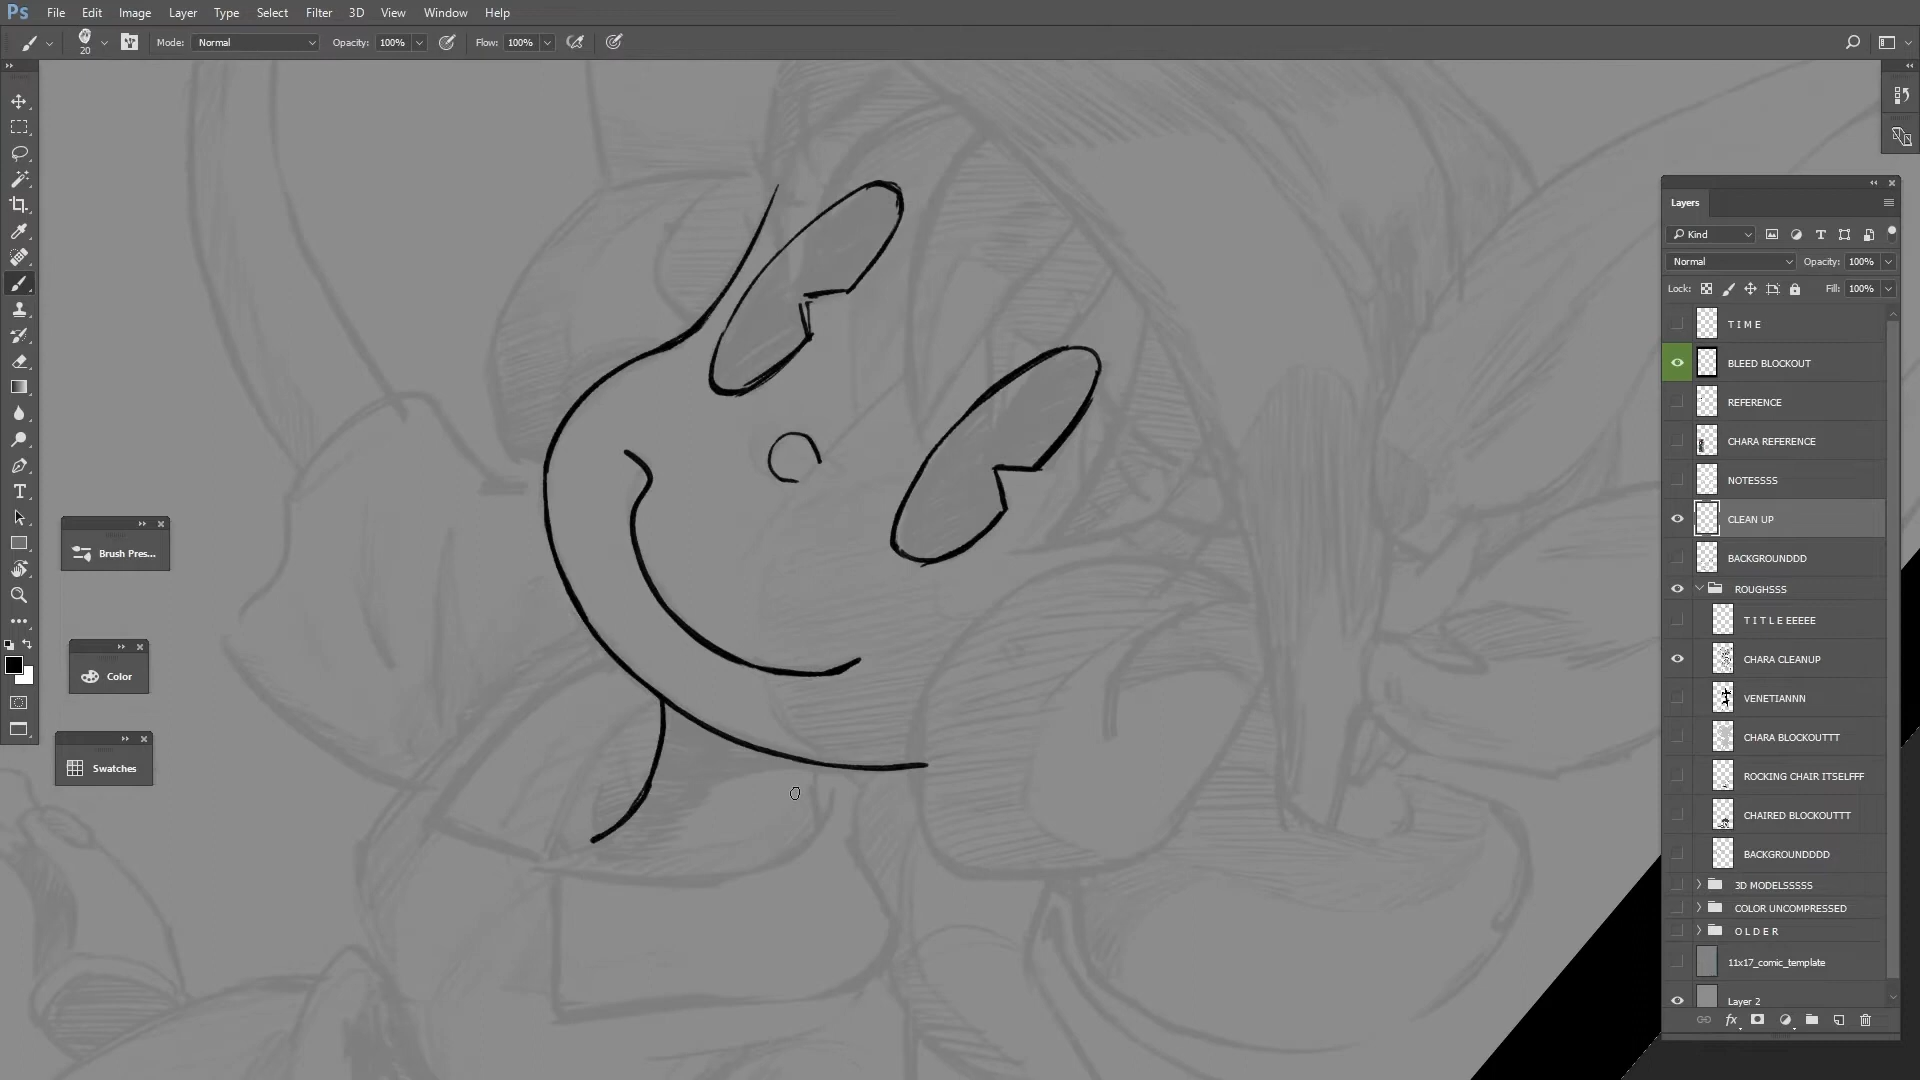 Ps File Edit Image Layer Type Select Filter 3D View Window Help
20 Mode: Normal Opacity: 100% Flow: 100%
Layers
Kind
Normal Opacity: 100%
Lock: Fill: 100%
T I M E
BLEED BLOCKOUT
REFERENCE
CHARA REFERENCE
NOTESSSS
CLEAN UP
BACKGROUNDDD
ROUGHSSS
T I T L E EEEEE
CHARA CLEANUP
VENETIANNN
CHARA BLOCKOUTTT
ROCKING CHAIR ITSELFFF
CHAIRED BLOCKOUTTT
BACKGROUNDDDD
3D MODELSSSSS
COLOR UNCOMPRESSED
O L D E R
11x17_comic_template
Layer 2
fx
Brush Pres...
Color
Swatches